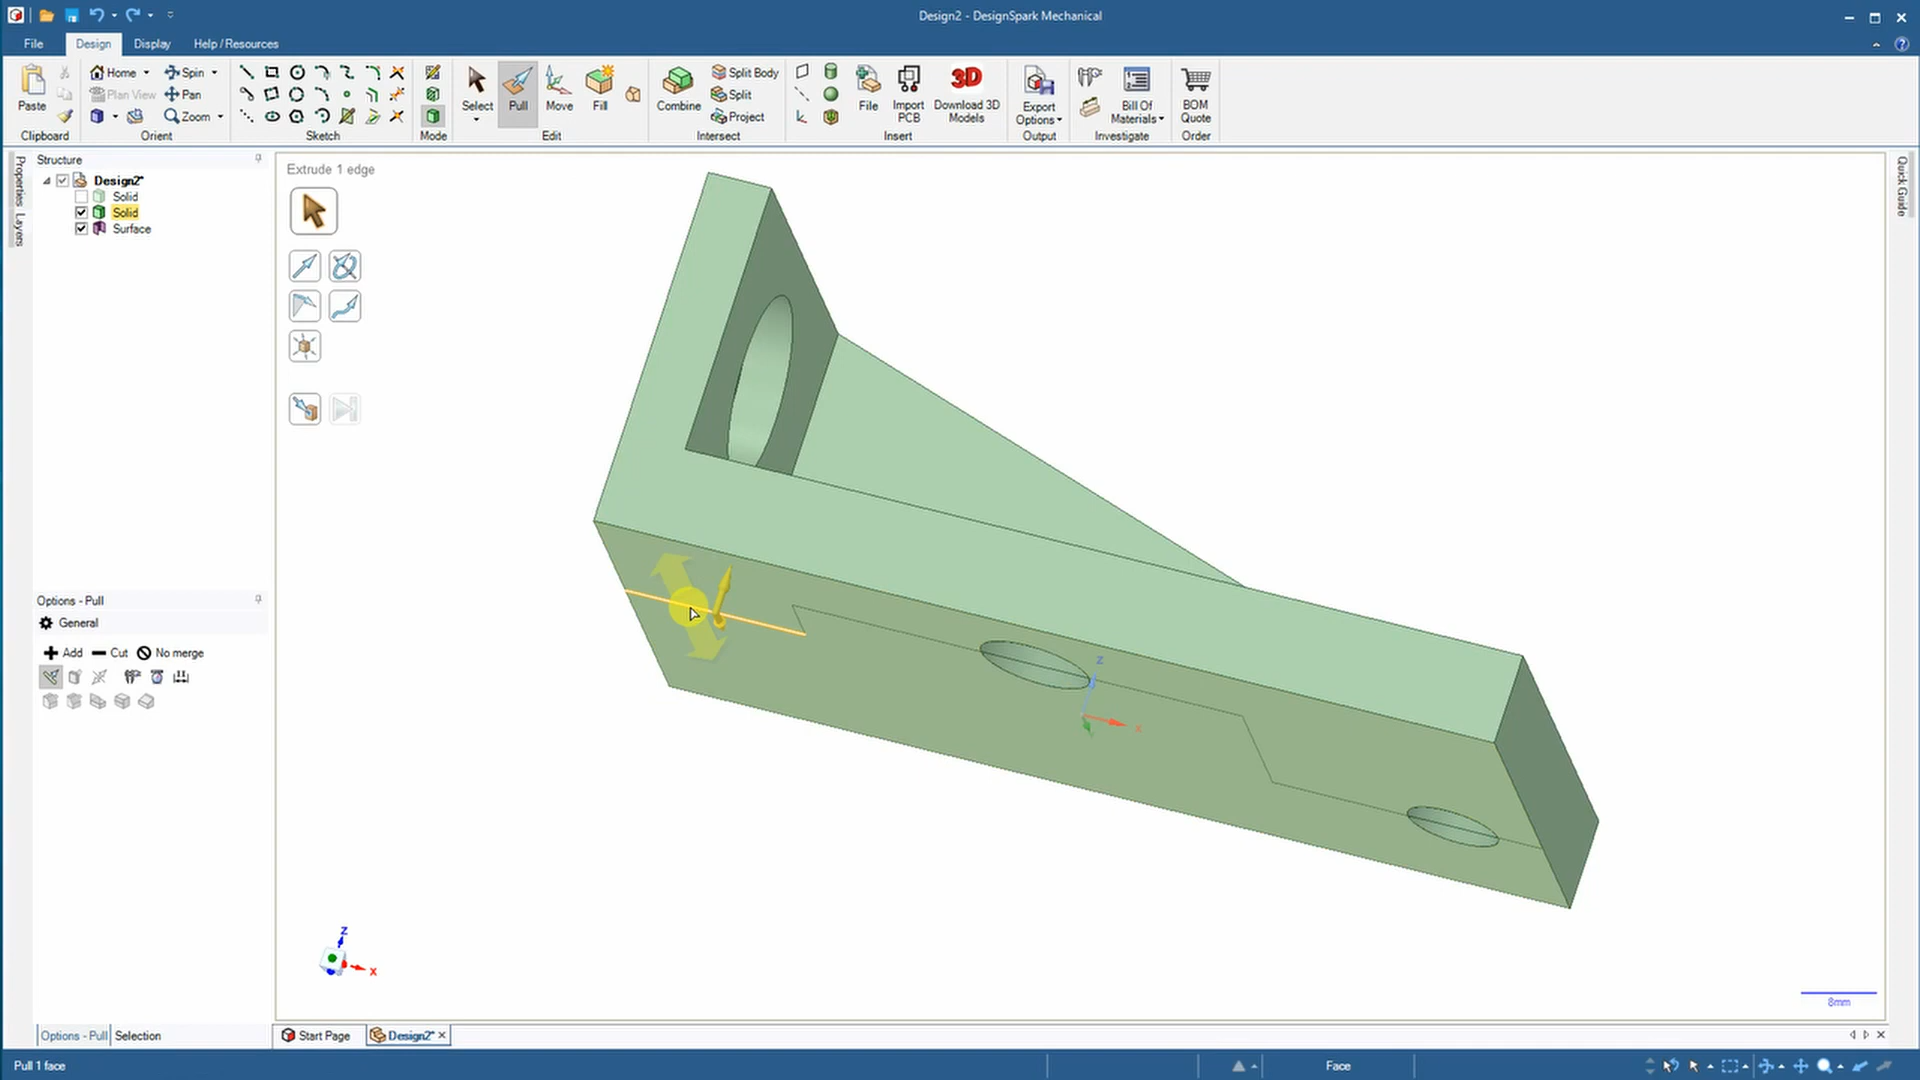 Design2 - DesignSpark Mechanical
File Design Display Help / Resources
Paste
Clipboard
Home Spin
Plan View Pan
Zoom
Orient
Sketch
Mode
Select Pull Move Fill
Edit
Combine
Split Body
Split
Project
Intersect
File
Import PCB
3D
Download 3D Models
Insert
Export Options
Output
Bill Of Materials
Investigate
BOM Quote
Order
Properties
Layers
Structure
Design2*
Solid
Solid
Surface
Extrude 1 edge
Quick Guide
Options - Pull
General
Add Cut No merge
z
x
z
x
8mm
Options - Pull Selection
Start Page Design2*
Pull 1 face
Face